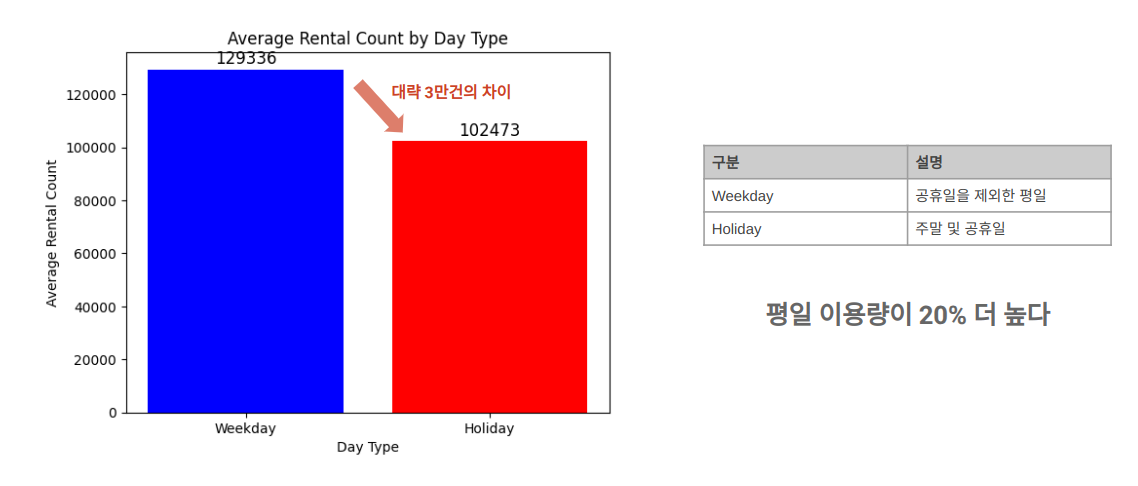 Average Rental Count by Day Type
129336
대략 3만건의 차이
102473
120000
100000
80000
60000
40000
20000
0
Average Rental Count
Weekday
Holiday
Day Type
구분 설명
Weekday 공휴일을 제외한 평일
Holiday 주말 및 공휴일
평일 이용량이 20% 더 높다